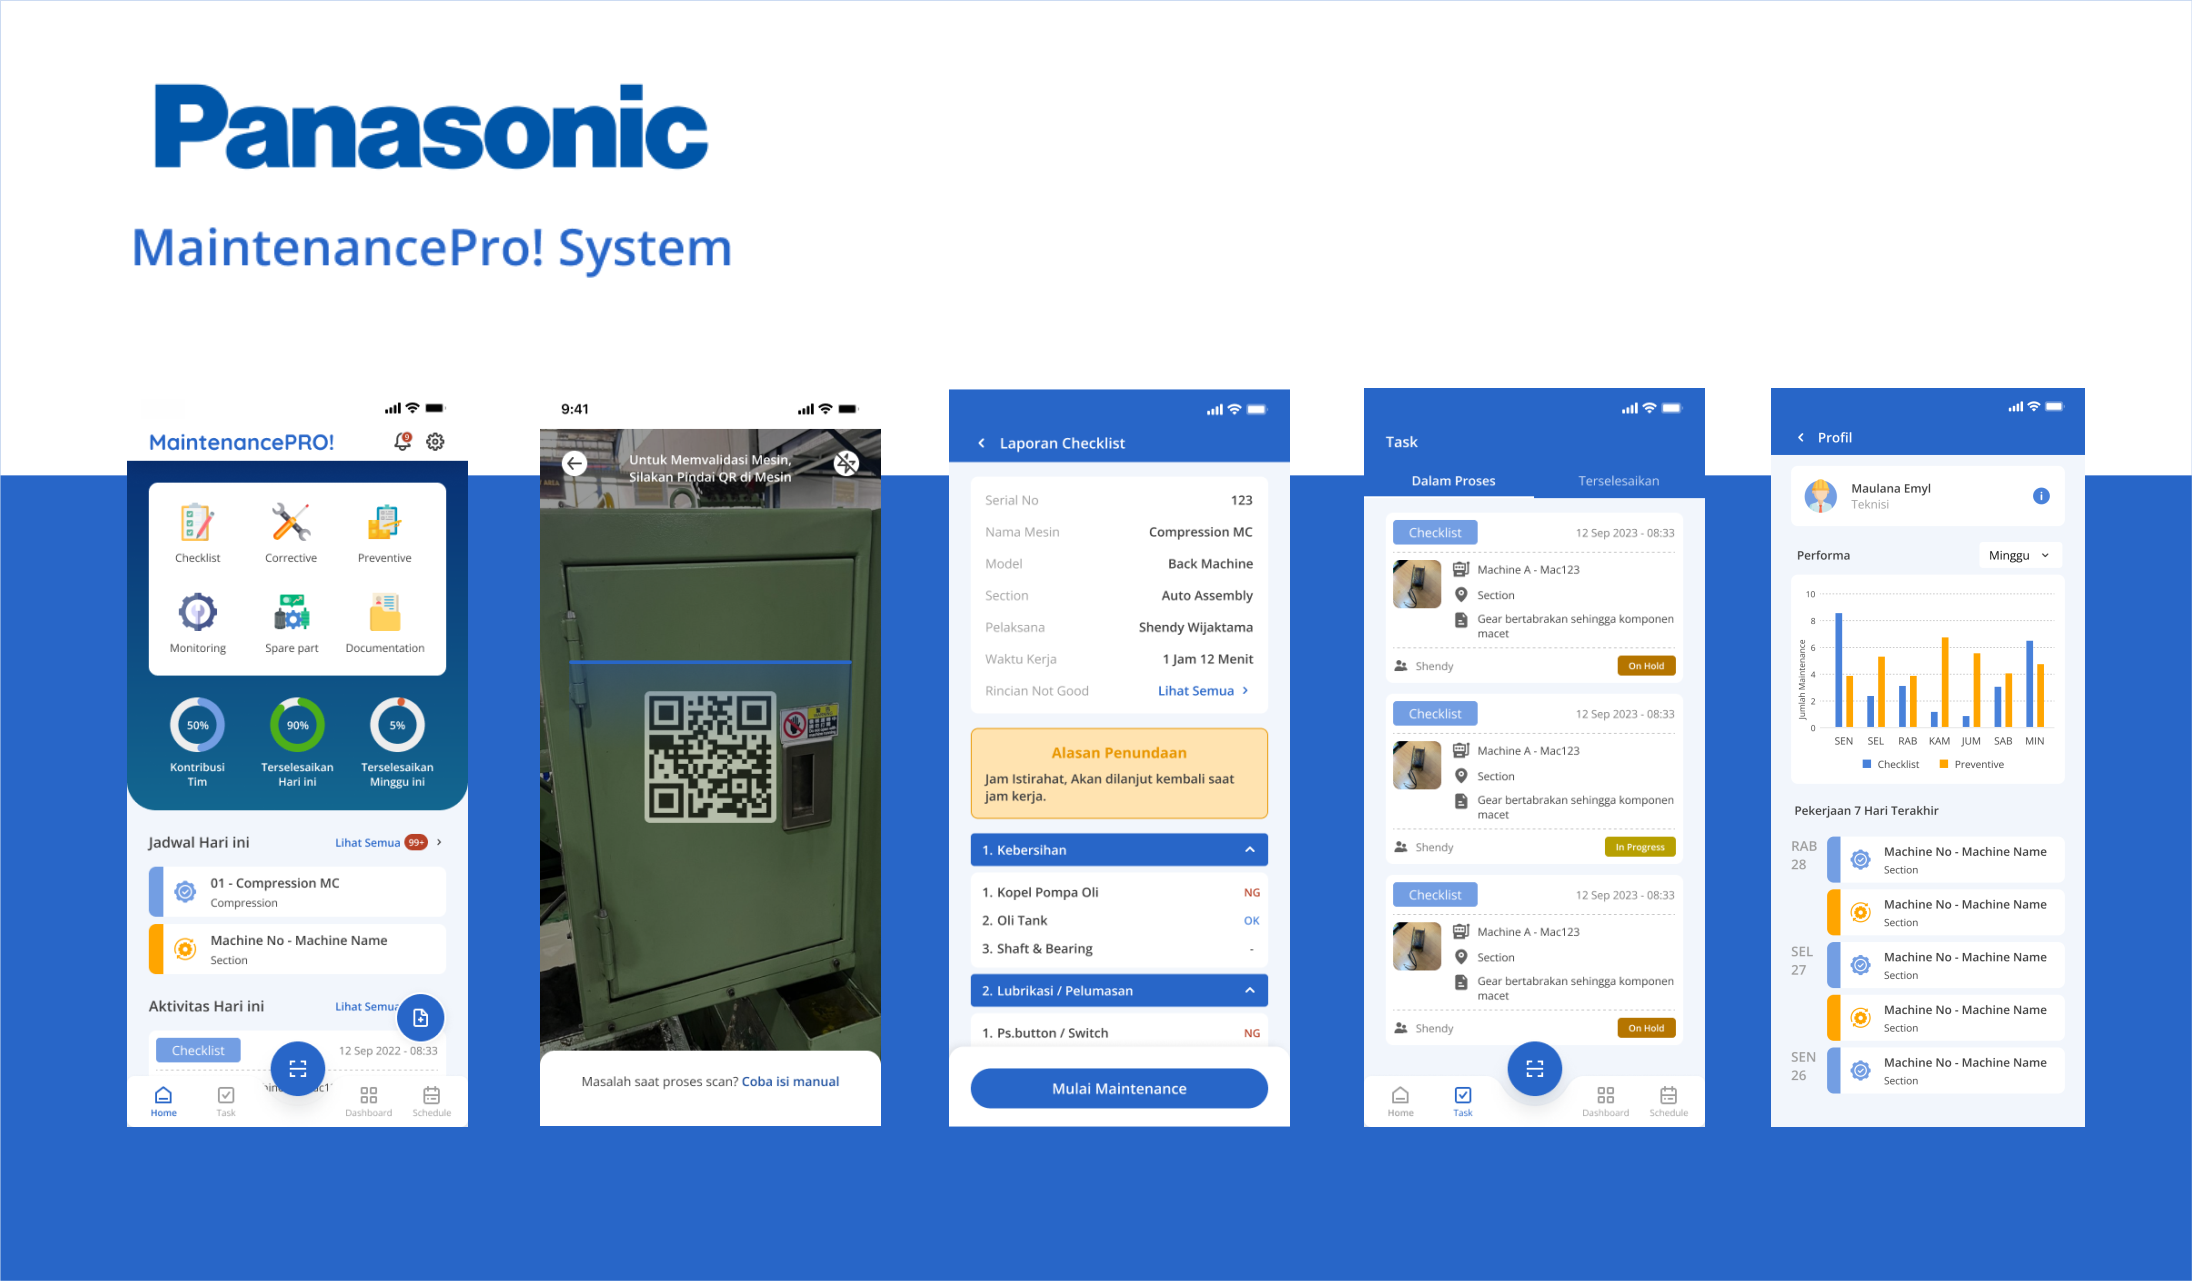 Panasonic
MaintenancePro! System
MaintenancePRO!
9
Checklist
Corrective
Preventive
Monitoring
Spare part
Documentation
50%
90%
5%
Kontribusi
Tim
Terselesaikan
Hari ini
Terselesaikan
Minggu ini
Jadwal Hari ini
Lihat Semua 99+
01 - Compression MC
Compression
Machine No - Machine Name
Section
Aktivitas Hari ini
Lihat Semua
Checklist
12 Sep 2022 - 08:33
Home
Task
Dashboard
Schedule
9:41
Untuk Memvalidasi Mesin,
Silakan Pindai QR di Mesin
Masalah saat proses scan? Coba isi manual
Laporan Checklist
Serial No 123
Nama Mesin Compression MC
Model Back Machine
Section Auto Assembly
Pelaksana Shendy Wijaktama
Waktu Kerja 1 Jam 12 Menit
Rincian Not Good Lihat Semua
Alasan Penundaan
Jam Istirahat, Akan dilanjut kembali saat
jam kerja.
1. Kebersihan
1. Kopel Pompa Oli NG
2. Oli Tank OK
3. Shaft & Bearing -
2. Lubrikasi / Pelumasan
1. Ps.button / Switch NG
Mulai Maintenance
Task
Dalam Proses
Terselesaikan
Checklist
12 Sep 2023 - 08:33
Machine A - Mac123
Section
Gear bertabrakan sehingga komponen
macet
Shendy
On Hold
Checklist
12 Sep 2023 - 08:33
Machine A - Mac123
Section
Gear bertabrakan sehingga komponen
macet
Shendy
In Progress
Checklist
12 Sep 2023 - 08:33
Machine A - Mac123
Section
Gear bertabrakan sehingga komponen
macet
Shendy
On Hold
Home
Task
Dashboard
Schedule
Profil
Maulana Emyl
Teknisi
Performa
Minggu
Jumlah Maintenance
10
8
6
4
2
0
SEN SEL RAB KAM JUM SAB MIN
Checklist
Preventive
Pekerjaan 7 Hari Terakhir
RAB
28
Machine No - Machine Name
Section
Machine No - Machine Name
Section
SEL
27
Machine No - Machine Name
Section
Machine No - Machine Name
Section
SEN
26
Machine No - Machine Name
Section